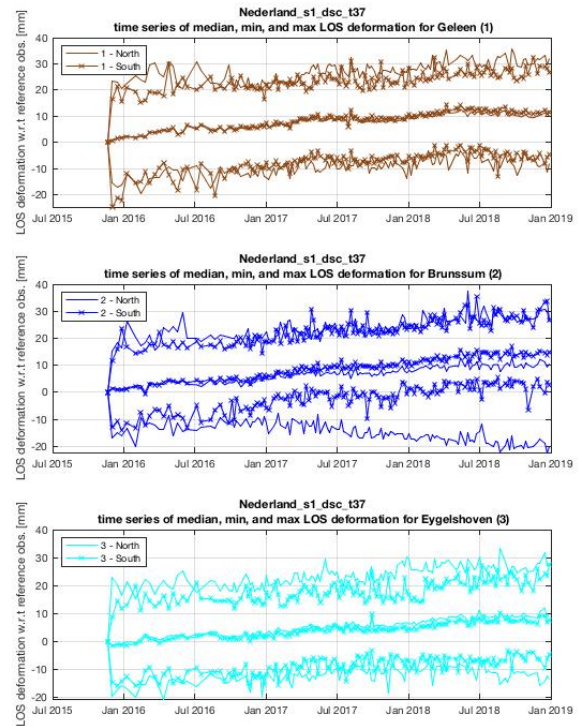 Nederland_s1_dsc_t37
time series of median, min, and max LOS deformation for Geleen (1)
LOS deformation w.r.t reference obs. [mm]
40
30
20
10
0
-10
-20
1 - North
1 - South
Jul 2015
Jan 2016
Jul 2016
Jan 2017
Jul 2017
Jan 2018
Jul 2018
Jan 2019
Nederland_s1_dsc_t37
time series of median, min, and max LOS deformation for Brunssum (2)
LOS deformation w.r.t reference obs. [mm]
40
30
20
10
0
-10
-20
2 - North
2 - South
Jul 2015
Jan 2016
Jul 2016
Jan 2017
Jul 2017
Jan 2018
Jul 2018
Jan 2019
Nederland_s1_dsc_t37
time series of median, min, and max LOS deformation for Eygelshoven (3)
LOS deformation w.r.t reference obs. [mm]
40
30
20
10
0
-10
-20
3 - North
3 - South
Jul 2015
Jan 2016
Jul 2016
Jan 2017
Jul 2017
Jan 2018
Jul 2018
Jan 2019